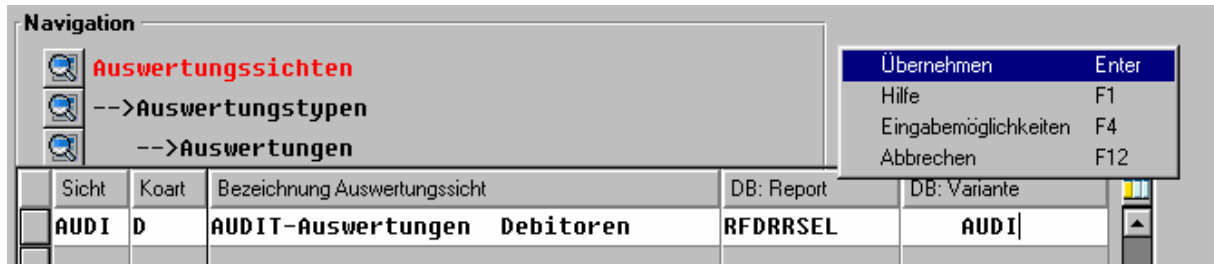 Navigation
Auswertungssichten
-->Auswertungstypen
-->Auswertungen
Übernehmen Enter
Hilfe F1
Eingabemöglichkeiten F4
Abbrechen F12
Sicht Koart Bezeichnung Auswertungssicht DB: Report DB: Variante
AUDI D AUDIT-Auswertungen Debitoren RFDRRSEL AUDI